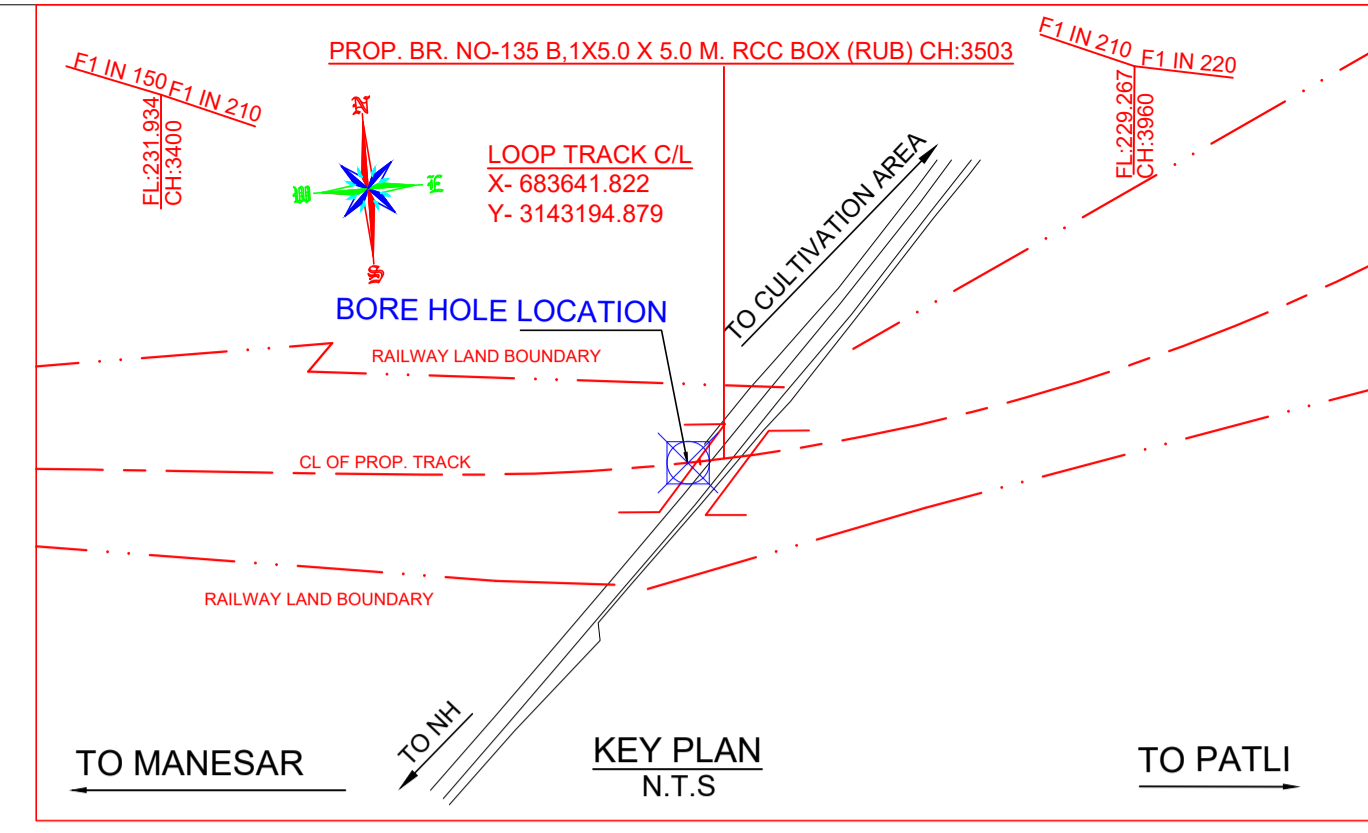 PROP. BR. NO-135 B,1X5.0 X 5.0 M. RCC BOX (RUB) CH:3503
F1 IN 150
F1 IN 210
FL:231.934
CH:3400
F1 IN 210
F1 IN 220
FL:229.267
CH:3960
N
E
S
W
LOOP TRACK C/L
X- 683641.822
Y- 3143194.879
TO CULTIVATION AREA
BORE HOLE LOCATION
RAILWAY LAND BOUNDARY
CL OF PROP. TRACK
RAILWAY LAND BOUNDARY
TO NH
TO MANESAR
KEY PLAN
N.T.S
TO PATLI